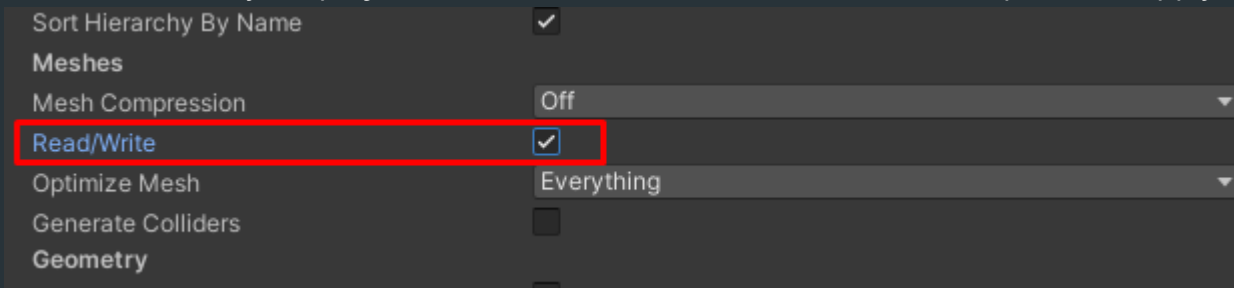 Sort Hierarchy By Name
Meshes
Mesh Compression Off
Read/Write
Optimize Mesh Everything
Generate Colliders
Geometry